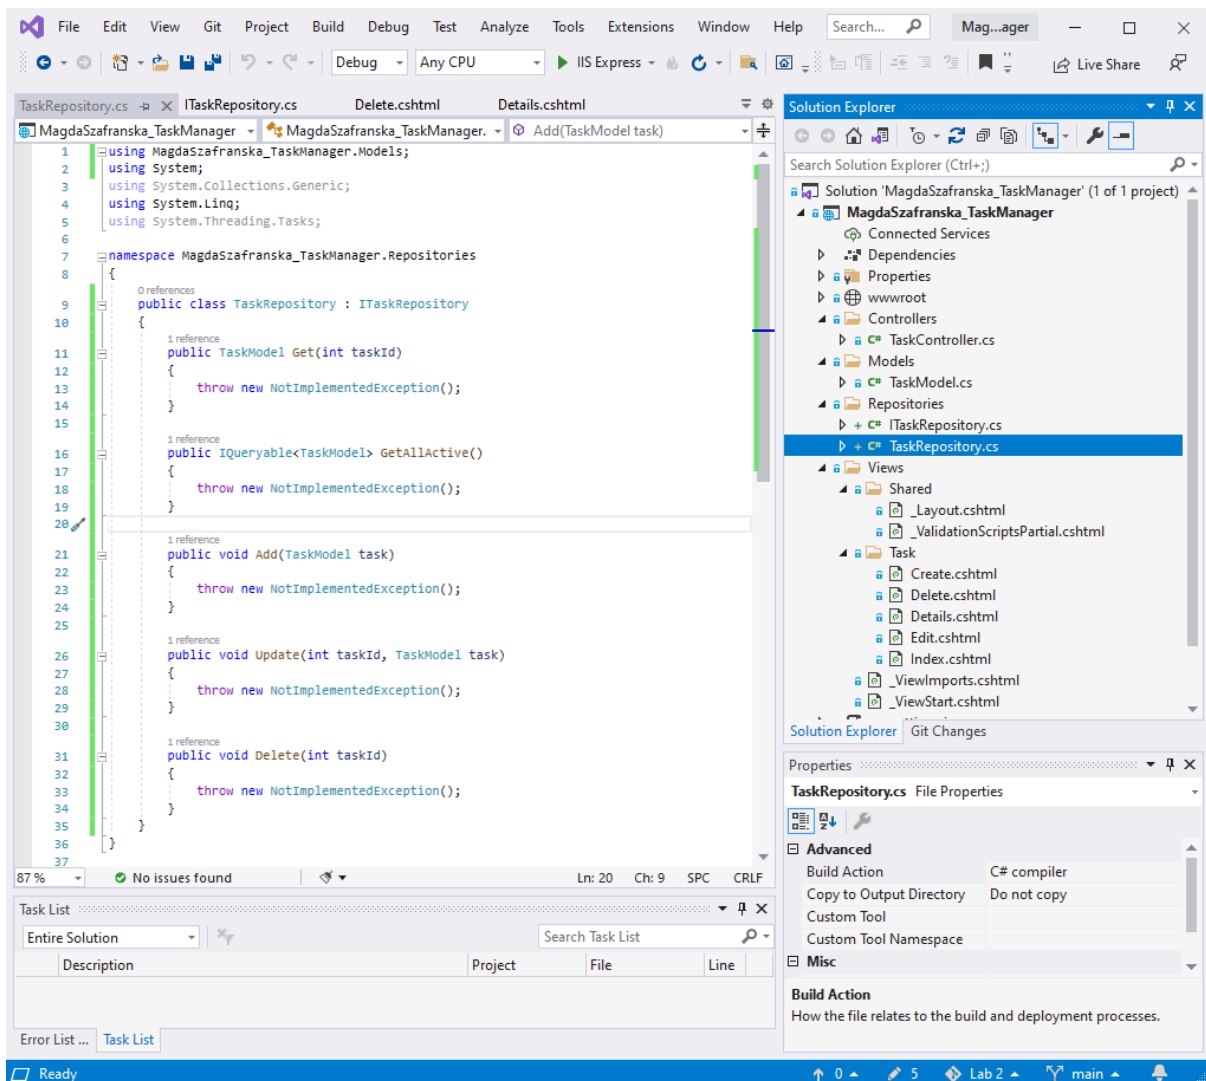 File Edit View Git Project Build Debug Test Analyze Tools Extensions Window Help Search... Mag...ager
Debug Any CPU IIS Express Live Share
TaskRepository.cs ITaskRepository.cs Delete.cshtml Details.cshtml
MagdaSzafranska_TaskManager MagdaSzafranska_TaskManager. Add(TaskModel task)
1 using MagdaSzafranska_TaskManager.Models;
2 using System;
3 using System.Collections.Generic;
4 using System.Linq;
5 using System.Threading.Tasks;
6
7 namespace MagdaSzafranska_TaskManager.Repositories
8 {
0 references
9 public class TaskRepository : ITaskRepository
10 {
1 reference
11 public TaskModel Get(int taskId)
12 {
13 throw new NotImplementedException();
14 }
15
1 reference
16 public IQueryable<TaskModel> GetAllActive()
17 {
18 throw new NotImplementedException();
19 }
20
1 reference
21 public void Add(TaskModel task)
22 {
23 throw new NotImplementedException();
24 }
25
1 reference
26 public void Update(int taskId, TaskModel task)
27 {
28 throw new NotImplementedException();
29 }
30
1 reference
31 public void Delete(int taskId)
32 {
33 throw new NotImplementedException();
34 }
35 }
36 }
37
87 % No issues found Ln: 20 Ch: 9 SPC CRLF
Task List
Entire Solution Search Task List
Description Project File Line
Error List ... Task List
Solution Explorer
Search Solution Explorer (Ctrl+;)
Solution 'MagdaSzafranska_TaskManager' (1 of 1 project)
MagdaSzafranska_TaskManager
Connected Services
Dependencies
Properties
wwwroot
Controllers
C# TaskController.cs
Models
C# TaskModel.cs
Repositories
+ C# ITaskRepository.cs
+ C# TaskRepository.cs
Views
Shared
_Layout.cshtml
_ValidationScriptsPartial.cshtml
Task
Create.cshtml
Delete.cshtml
Details.cshtml
Edit.cshtml
Index.cshtml
_ViewImports.cshtml
_ViewStart.cshtml
Solution Explorer Git Changes
Properties
TaskRepository.cs File Properties
Advanced
Build Action C# compiler
Copy to Output Directory Do not copy
Custom Tool
Custom Tool Namespace
Misc
Build Action
How the file relates to the build and deployment processes.
Ready 0 5 Lab 2 main